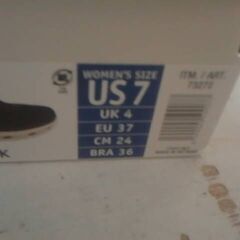 WOMEN'S SIZE
US 7
UK 4
EU 37
CM 24
BRA 36
ITM. / ART.
K